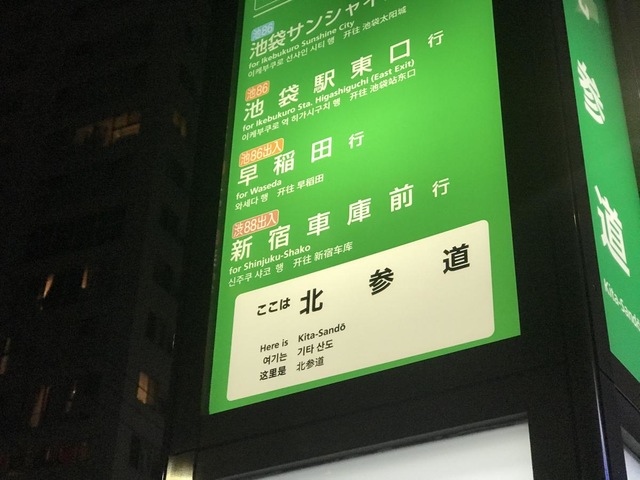 池86
池袋サンシャイ
for Ikebukuro Sunshine City
이케부쿠로 선샤인 시티 행 开往 池袋太阳城
池86
池袋駅東口 行
for Ikebukuro Sta. Higashiguchi (East Exit)
이케부쿠로 역 히가시구치 행 开往 池袋站东口
池86出入
早稲田 行
for Waseda
와세다 행 开往 早稻田
渋88出入
新宿車庫前 行
for Shinjuku-Shako
신주쿠 샤코 행 开往 新宿车库
ここは 北参道
Here is Kita-Sandō
여기는 기타 산도
这里是 北参道
参道
Kita-Sandō